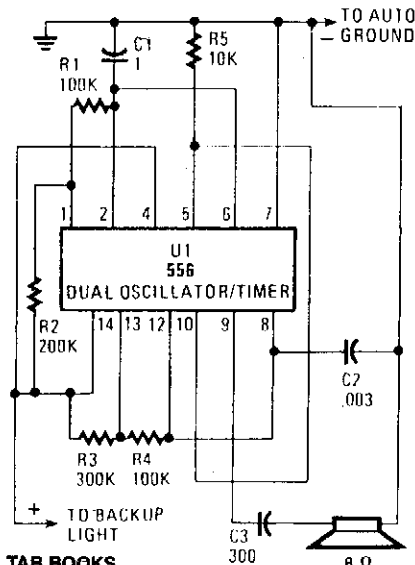 TO AUTO
– GROUND
C1
1
R1
100K
R5
10K
1 2 4 5 6 7
U1
556
DUAL OSCILLATOR/TIMER
14 13 12 10 9 8
R2
200K
C2
.003
R3
300K
R4
100K
+
TO BACKUP
LIGHT
C3
300
8 Ω
TAB BOOKS